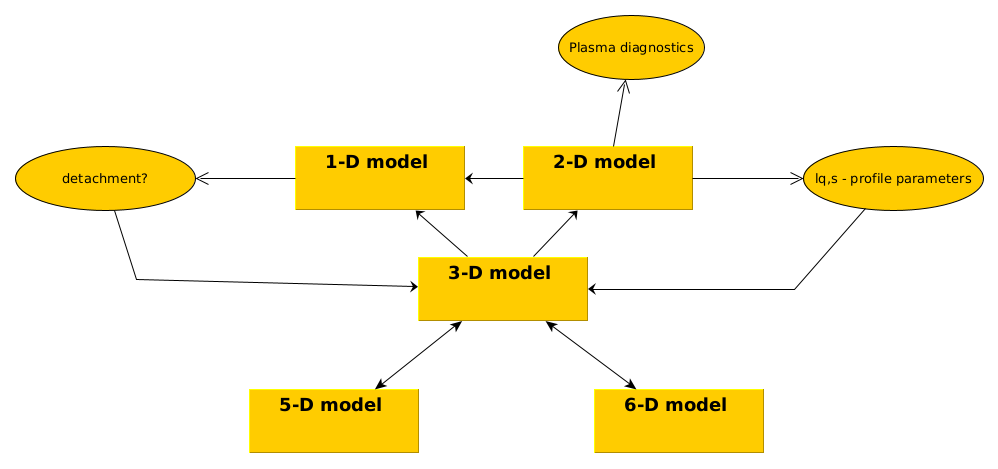 Plasma diagnostics
1-D model
2-D model
detachment?
lq,s - profile parameters
3-D model
5-D model
6-D model